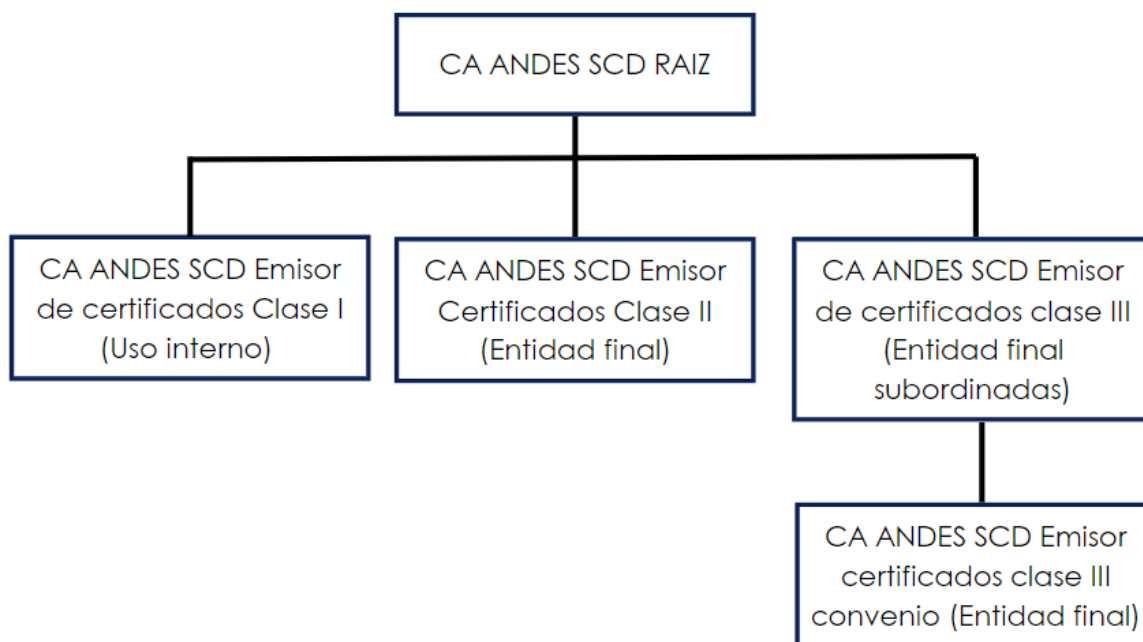 CA ANDES SCD RAIZ
CA ANDES SCD Emisor
de certificados Clase I
(Uso interno)
CA ANDES SCD Emisor
Certificados Clase II
(Entidad final)
CA ANDES SCD Emisor
de certificados clase III
(Entidad final
subordinadas)
CA ANDES SCD Emisor
certificados clase III
convenio (Entidad final)